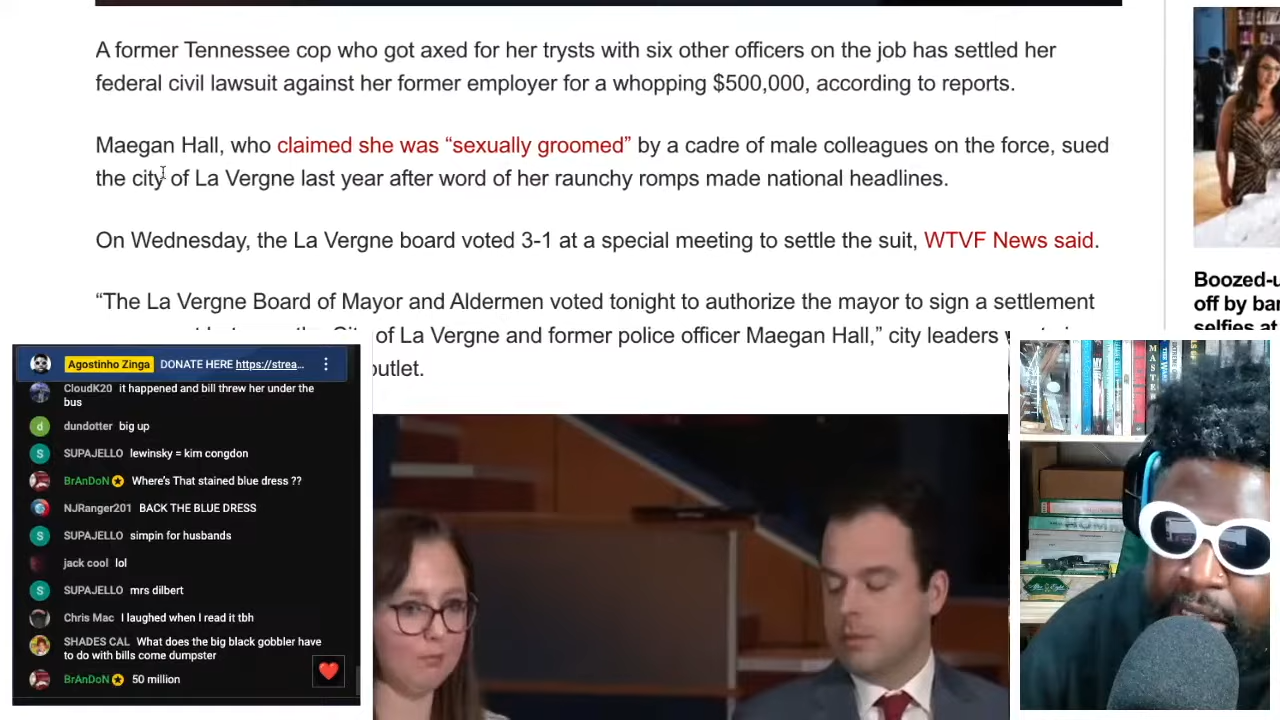 A former Tennessee cop who got axed for her trysts with six other officers on the job has settled her
federal civil lawsuit against her former employer for a whopping $500,000, according to reports.
Maegan Hall, who claimed she was “sexually groomed” by a cadre of male colleagues on the force, sued
the city of La Vergne last year after word of her raunchy romps made national headlines.
On Wednesday, the La Vergne board voted 3-1 at a special meeting to settle the suit, WTVF News said.
“The La Vergne Board of Mayor and Aldermen voted tonight to authorize the mayor to sign a settlement
of La Vergne and former police officer Maegan Hall,” city leaders
outlet.
Boozed-u
off by bar
selfies at
Agostinho Zinga DONATE HERE https://strea...
CloudK20 it happened and bill threw her under the
bus
d dundotter big up
S SUPAJELLO lewinsky = kim congdon
BrAnDoN Where's That stained blue dress ??
NJRanger201 BACK THE BLUE DRESS
S SUPAJELLO simpin for husbands
jack cool lol
S SUPAJELLO mrs dilbert
Chris Mac I laughed when I read it tbh
SHADES CAL What does the big black gobbler have
to do with bills come dumpster
BrAnDoN 50 million